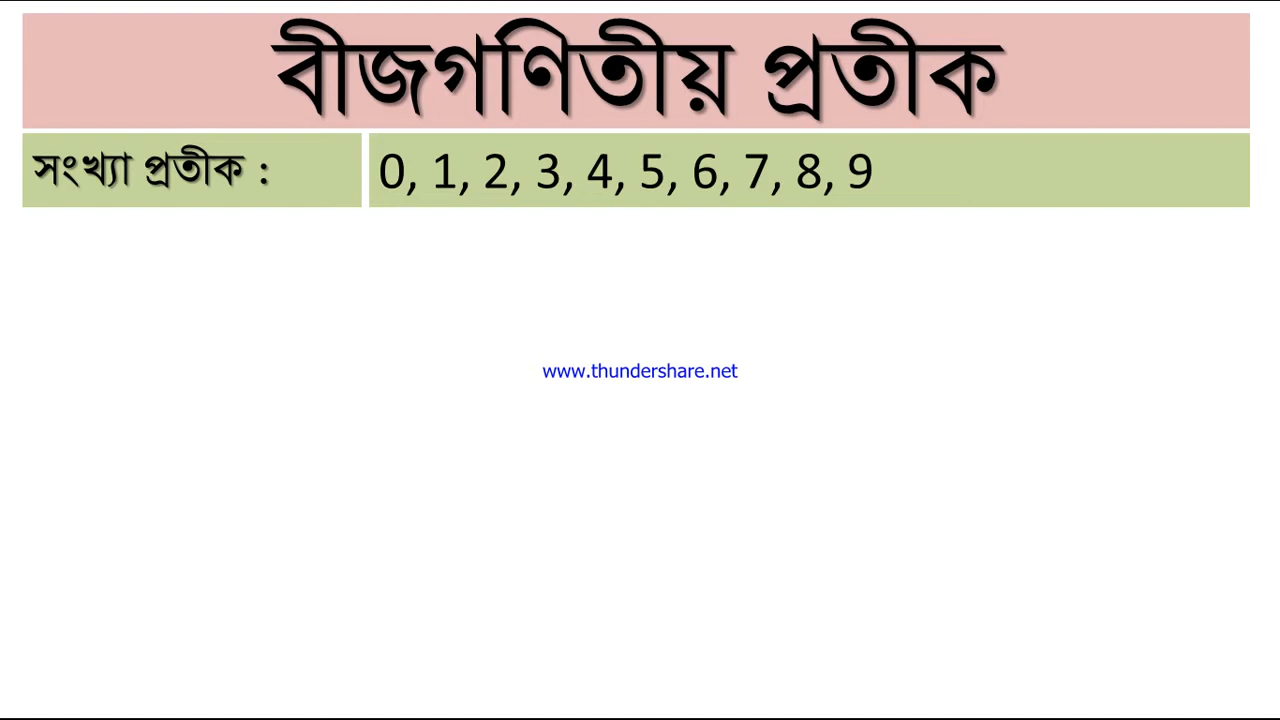 বীজগণিতীয় প্রতীক
সংখ্যা প্রতীক : 0, 1, 2, 3, 4, 5, 6, 7, 8, 9
www.thundershare.net